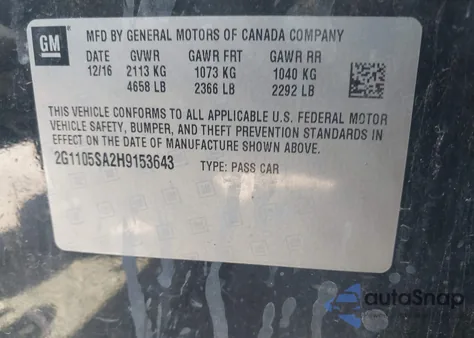 GM
MFD BY GENERAL MOTORS OF CANADA COMPANY
DATE GVWR GAWR FRT GAWR RR
12/16 2113 KG 1073 KG 1040 KG
4658 LB 2366 LB 2292 LB
THIS VEHICLE CONFORMS TO ALL APPLICABLE U.S. FEDERAL MOTOR
VEHICLE SAFETY, BUMPER, AND THEFT PREVENTION STANDARDS IN
EFFECT ON THE DATE OF MANUFACTURE SHOWN ABOVE.
2G1105SA2H9153643 TYPE: PASS CAR
autoSnap